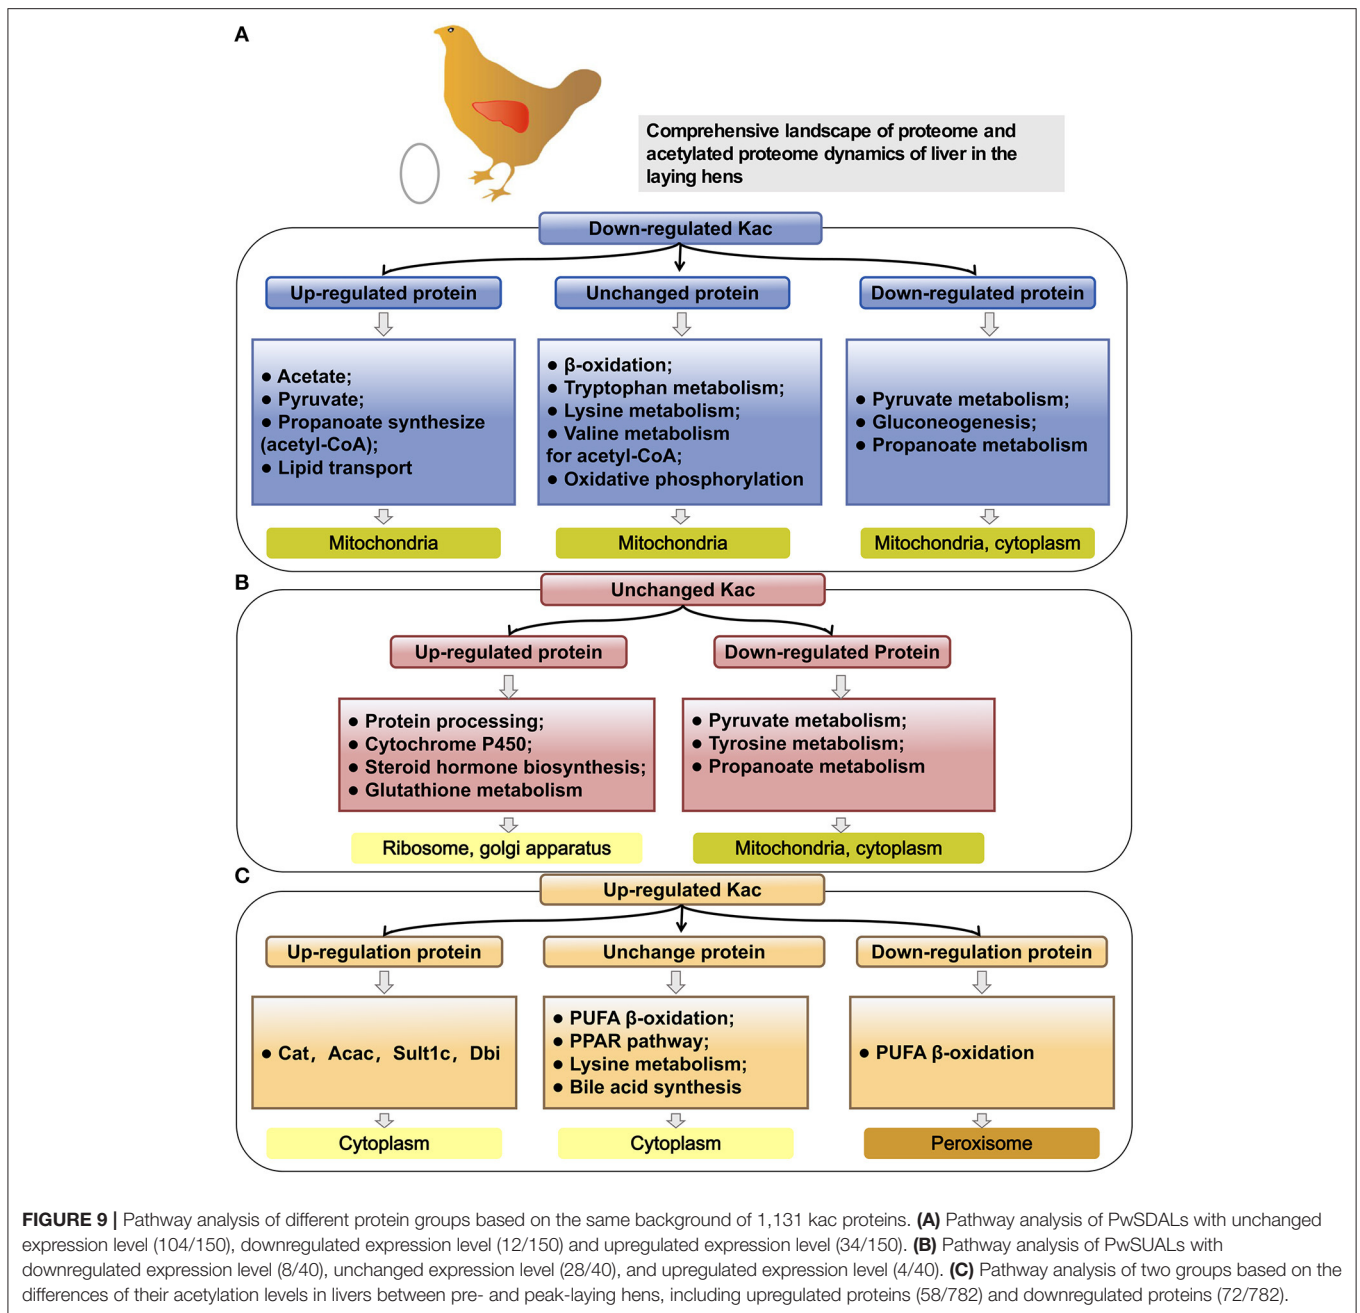 A
Comprehensive landscape of proteome and
acetylated proteome dynamics of liver in the
laying hens
Down-regulated Kac
Up-regulated protein
Unchanged protein
Down-regulated protein
● Acetate;
● Pyruvate;
● Propanoate synthesize
(acetyl-CoA);
● Lipid transport
● β-oxidation;
● Tryptophan metabolism;
● Lysine metabolism;
● Valine metabolism
for acetyl-CoA;
● Oxidative phosphorylation
● Pyruvate metabolism;
● Gluconeogenesis;
● Propanoate metabolism
Mitochondria
Mitochondria
Mitochondria, cytoplasm
B
Unchanged Kac
Up-regulated protein
Down-regulated Protein
● Protein processing;
● Cytochrome P450;
● Steroid hormone biosynthesis;
● Glutathione metabolism
● Pyruvate metabolism;
● Tyrosine metabolism;
● Propanoate metabolism
Ribosome, golgi apparatus
Mitochondria, cytoplasm
C
Up-regulated Kac
Up-regulation protein
Unchange protein
Down-regulation protein
● Cat, Acac, Sult1c, Dbi
● PUFA β-oxidation;
● PPAR pathway;
● Lysine metabolism;
● Bile acid synthesis
● PUFA β-oxidation
Cytoplasm
Cytoplasm
Peroxisome
FIGURE 9 | Pathway analysis of different protein groups based on the same background of 1,131 kac proteins. (A) Pathway analysis of PwSDALs with unchanged
expression level (104/150), downregulated expression level (12/150) and upregulated expression level (34/150). (B) Pathway analysis of PwSUALs with
downregulated expression level (8/40), unchanged expression level (28/40), and upregulated expression level (4/40). (C) Pathway analysis of two groups based on the
differences of their acetylation levels in livers between pre- and peak-laying hens, including upregulated proteins (58/782) and downregulated proteins (72/782).